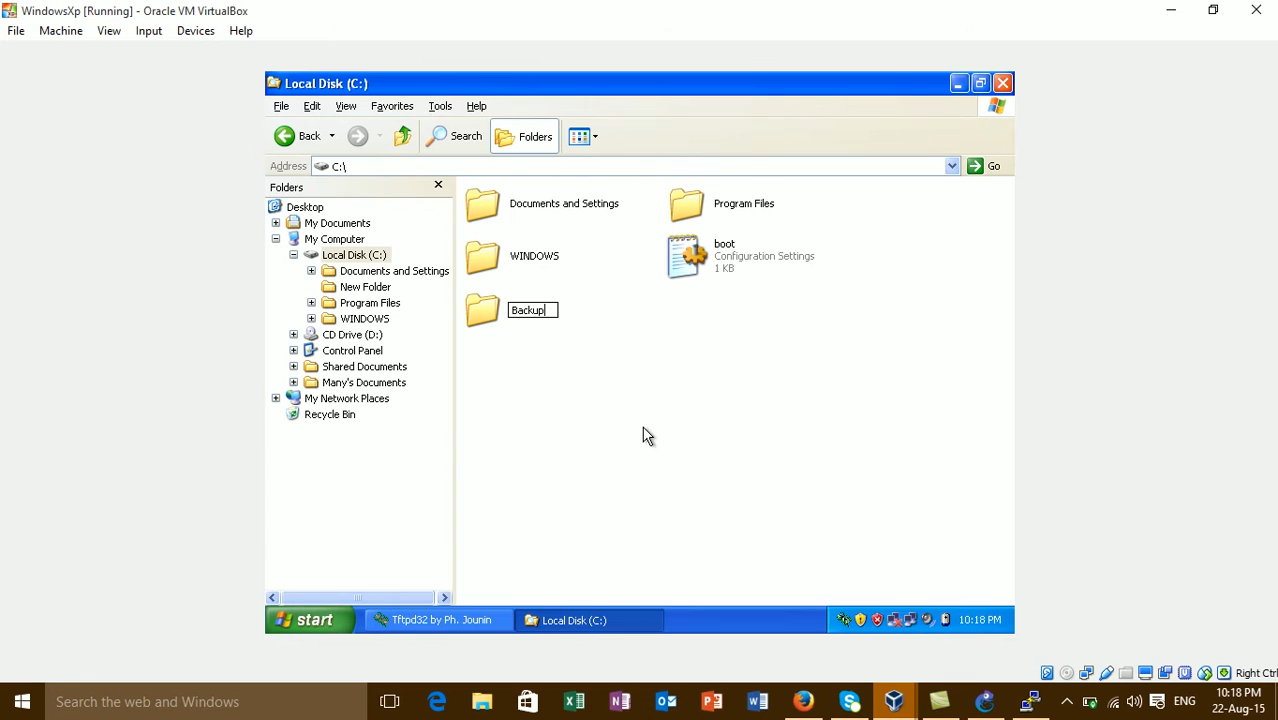 WindowsXp [Running] - Oracle VM VirtualBox
File Machine View Input Devices Help
Local Disk (C:)
File Edit View Favorites Tools Help
Back Search Folders
Address C:\ Go
Folders
Desktop
My Documents
My Computer
Local Disk (C:)
Documents and Settings
New Folder
Program Files
WINDOWS
CD Drive (D:)
Control Panel
Shared Documents
Many's Documents
My Network Places
Recycle Bin
Documents and Settings
Program Files
WINDOWS
boot
Configuration Settings
1 KB
Backup
start Tftpd32 by Ph. Jounin Local Disk (C:) 10:18 PM
Right Ctrl
Search the web and Windows
ENG
10:18 PM
22-Aug-15